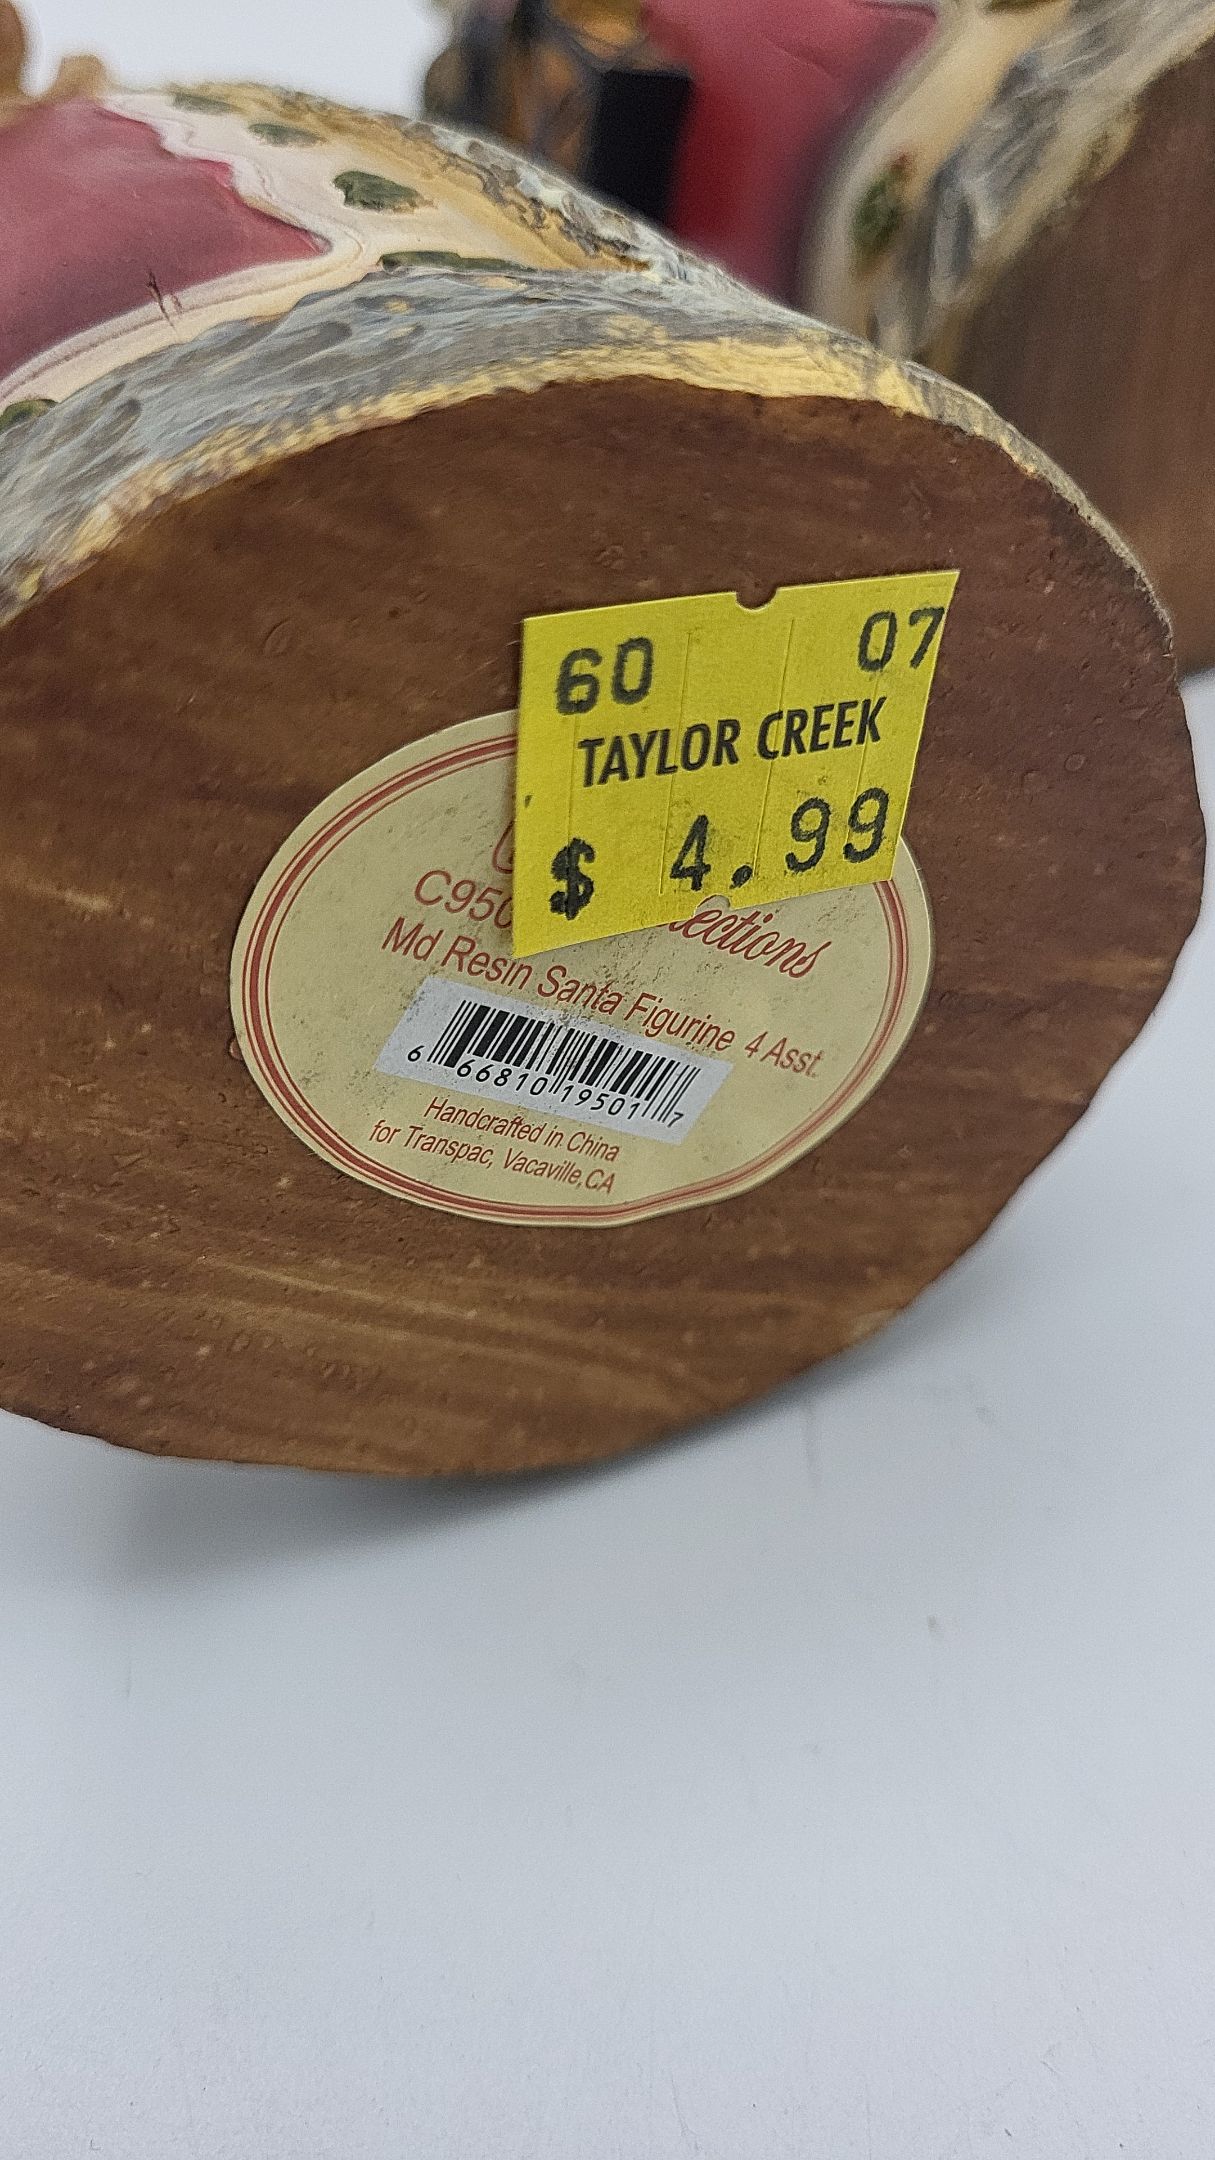 60 07
TAYLOR CREEK
$ 4.99
C950
Md Resin Santa Figurine 4 Asst.
6 66810 19501 7
Handcrafted in China
for Transpac, Vacaville, CA